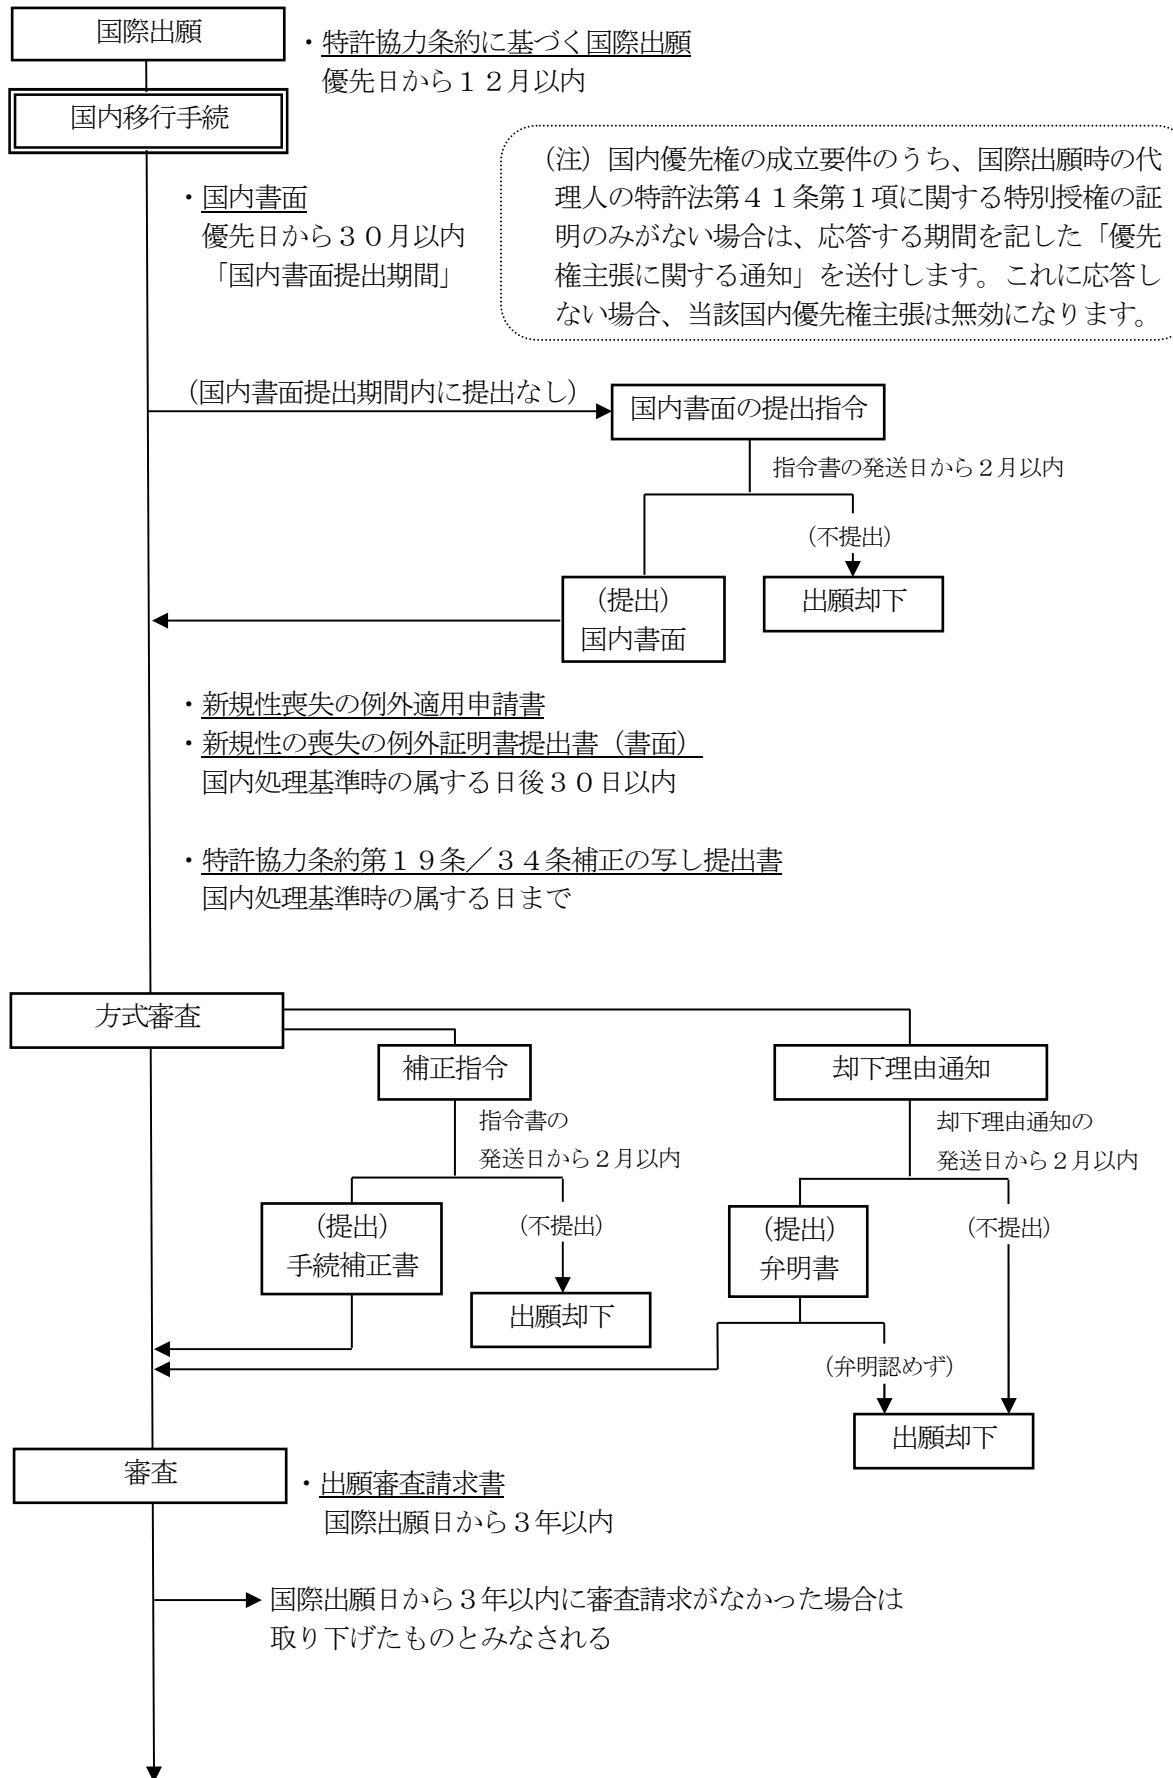 国際出願
・特許協力条約に基づく国際出願
優先日から１２月以内
国内移行手続
（注）国内優先権の成立要件のうち、国際出願時の代
理人の特許法第４１条第１項に関する特別授権の証
明のみがない場合は、応答する期間を記した「優先
権主張に関する通知」を送付します。これに応答し
ない場合、当該国内優先権主張は無効になります。
・国内書面
優先日から３０月以内
「国内書面提出期間」
（国内書面提出期間内に提出なし）
国内書面の提出指令
指令書の発送日から２月以内
（不提出）
（提出）
国内書面
出願却下
・新規性喪失の例外適用申請書
・新規性の喪失の例外証明書提出書（書面）
国内処理基準時の属する日後３０日以内
・特許協力条約第１９条／３４条補正の写し提出書
国内処理基準時の属する日まで
方式審査
補正指令
却下理由通知
指令書の
発送日から２月以内
却下理由通知の
発送日から２月以内
（提出）
手続補正書
（不提出）
（提出）
弁明書
（不提出）
出願却下
（弁明認めず）
出願却下
審査
・出願審査請求書
国際出願日から３年以内
国際出願日から３年以内に審査請求がなかった場合は
取り下げたものとみなされる